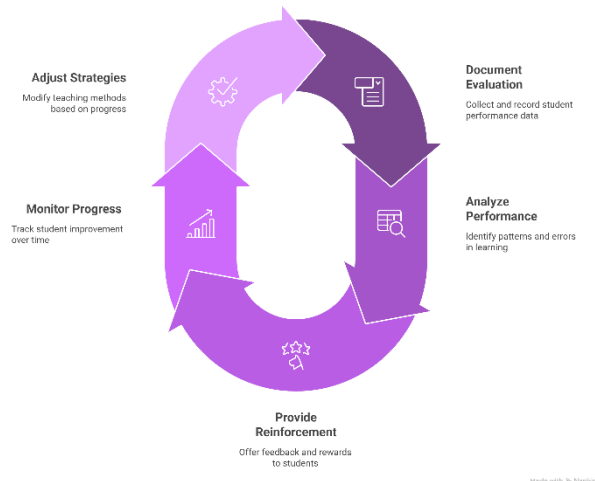 Adjust Strategies
Modify teaching methods
based on progress
Document
Evaluation
Collect and record student
performance data
Monitor Progress
Track student improvement
over time
Analyze
Performance
Identify patterns and errors
in learning
Provide
Reinforcement
Offer feedback and rewards
to students